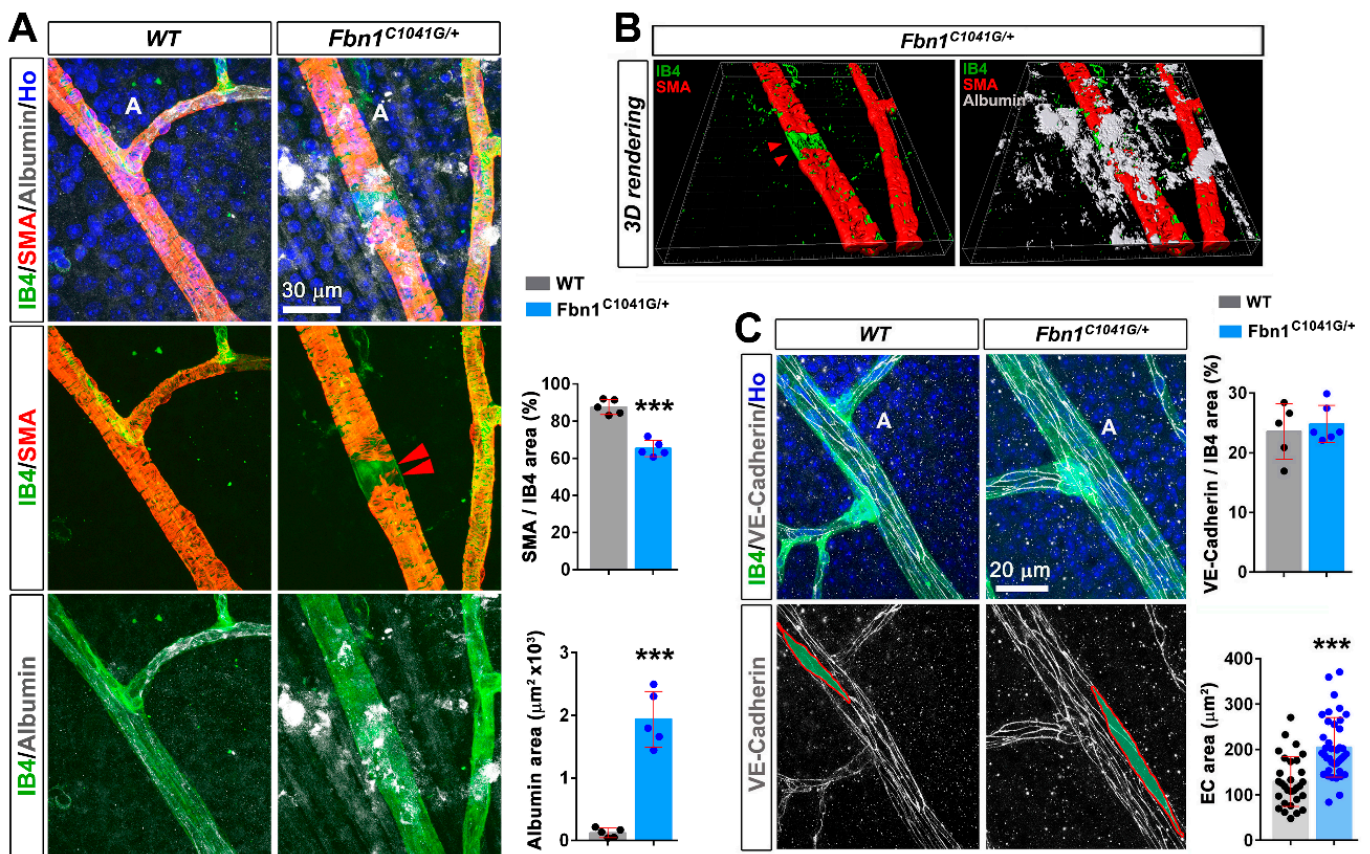 A
WT
Fbn1C1041G/+
IB4/SMA/Albumin/Ho
A
A
30 μm
IB4/SMA
IB4/Albumin
WT
Fbn1C1041G/+
SMA / IB4 area (%)
100
80
60
40
20
0
***
Albumin area (μm² x10³)
3
2
1
0
***
B
Fbn1C1041G/+
3D rendering
IB4
SMA
IB4
SMA
Albumin
C
WT
Fbn1C1041G/+
IB4/VE-Cadherin/Ho
A
A
20 μm
VE-Cadherin
WT
Fbn1C1041G/+
VE-Cadherin / IB4 area (%)
30
20
10
0
EC area (μm²)
400
300
200
100
0
***